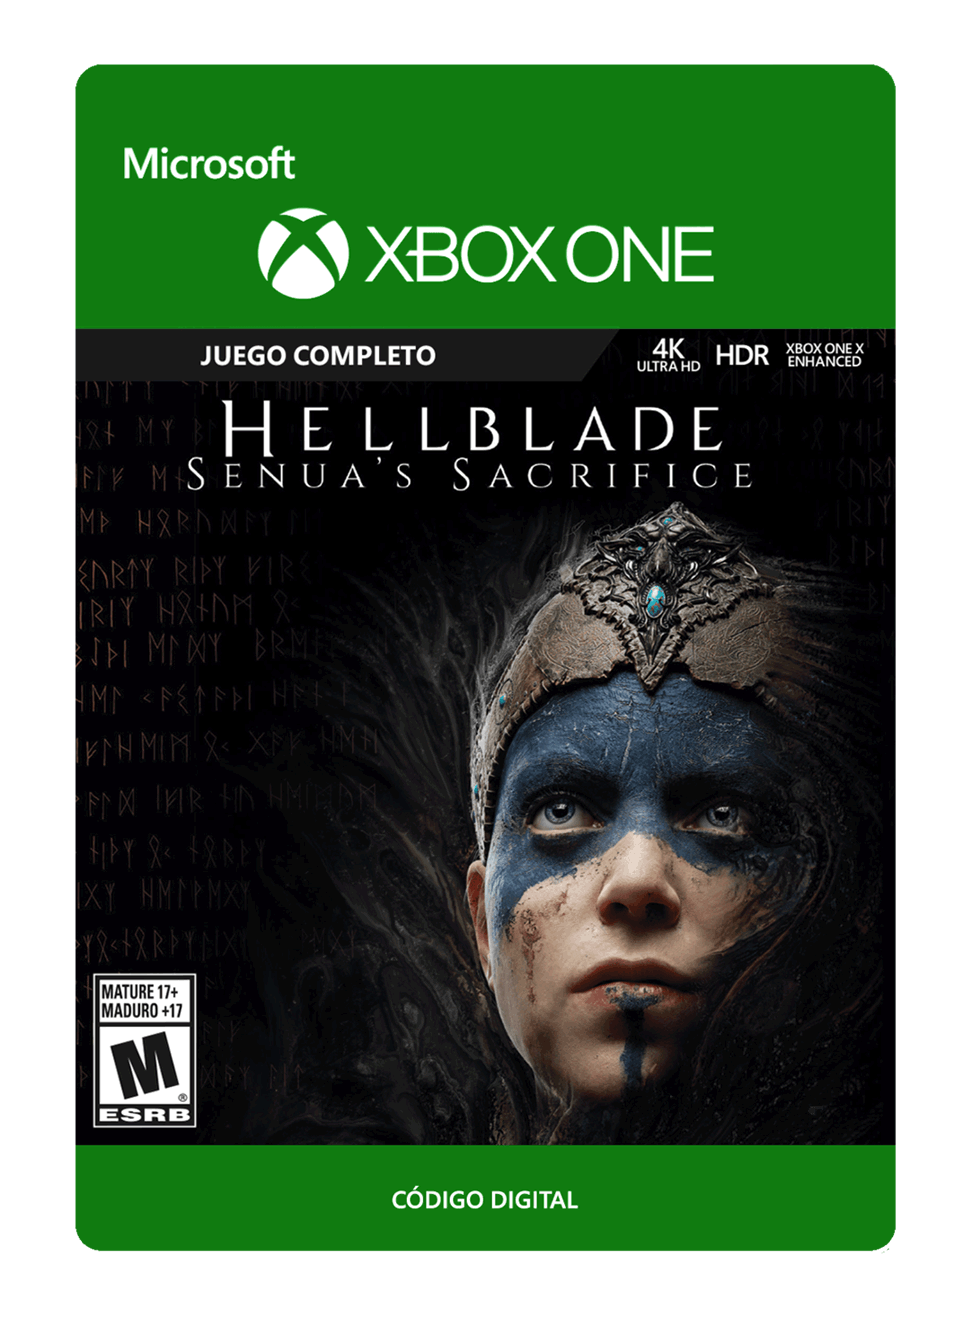 Microsoft
XBOX ONE
JUEGO COMPLETO
4K
ULTRA HD
HDR
XBOX ONE X
ENHANCED
HELLBLADE
SENUA'S SACRIFICE
MATURE 17+
MADURO +17
M
®
ESRB
CÓDIGO DIGITAL